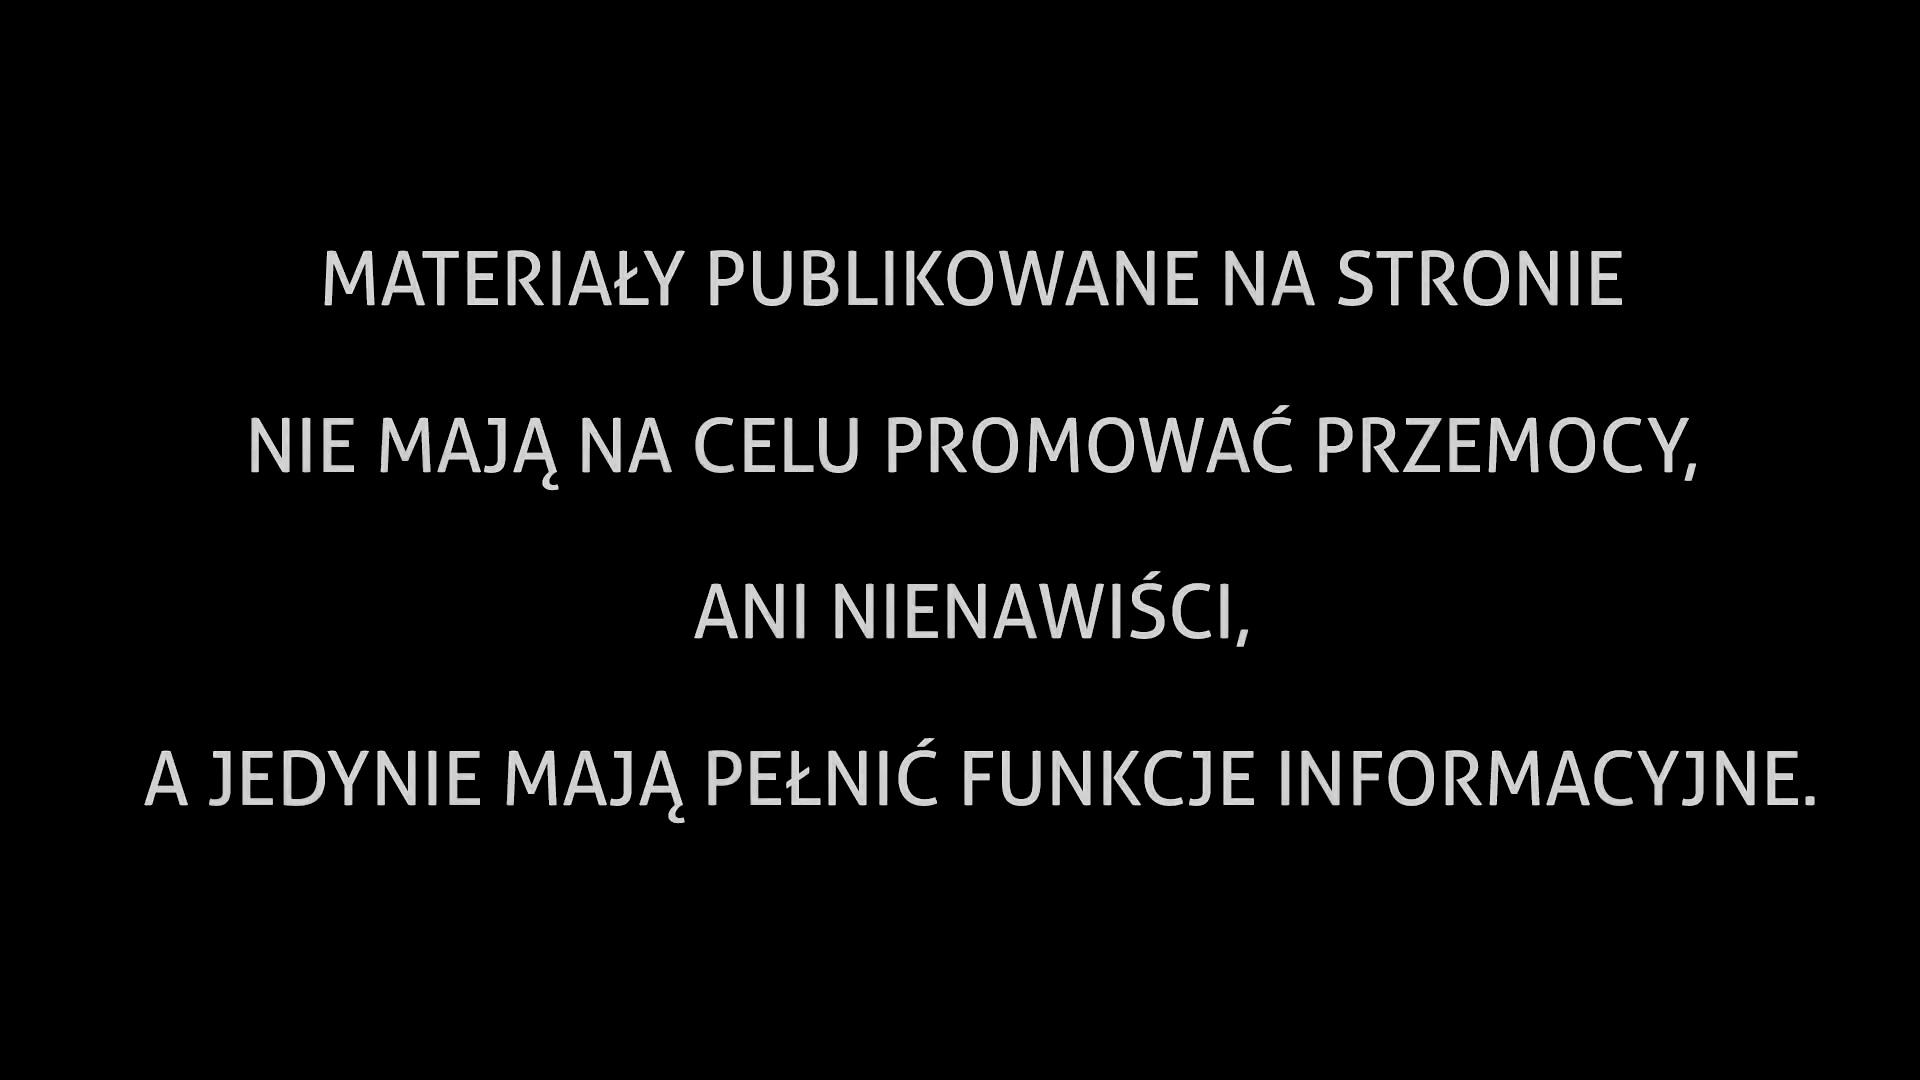 MATERIAŁY PUBLIKOWANE NA STRONIE
NIE MAJĄ NA CELU PROMOWAĆ PRZEMOCY,
ANI NIENAWIŚCI,
A JEDYNIE MAJĄ PEŁNIĆ FUNKCJE INFORMACYJNE.